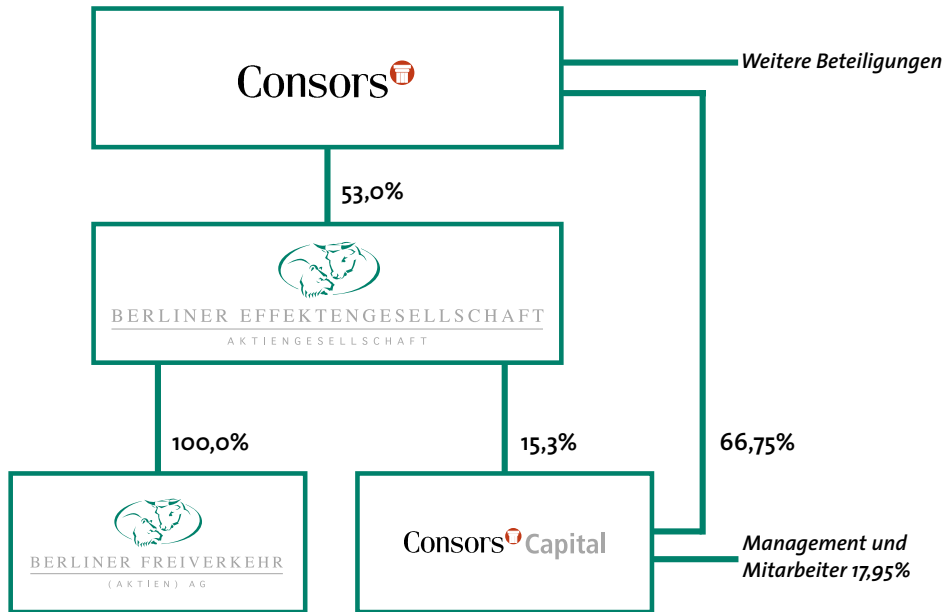 Consors
Weitere Beteiligungen
53,0%
BERLINER EFFEKTENGESELLSCHAFT
AKTIENGESELLSCHAFT
100,0%
15,3%
66,75%
BERLINER FREIVERKEHR
(AKTIEN) AG
Consors Capital
Management und
Mitarbeiter 17,95%